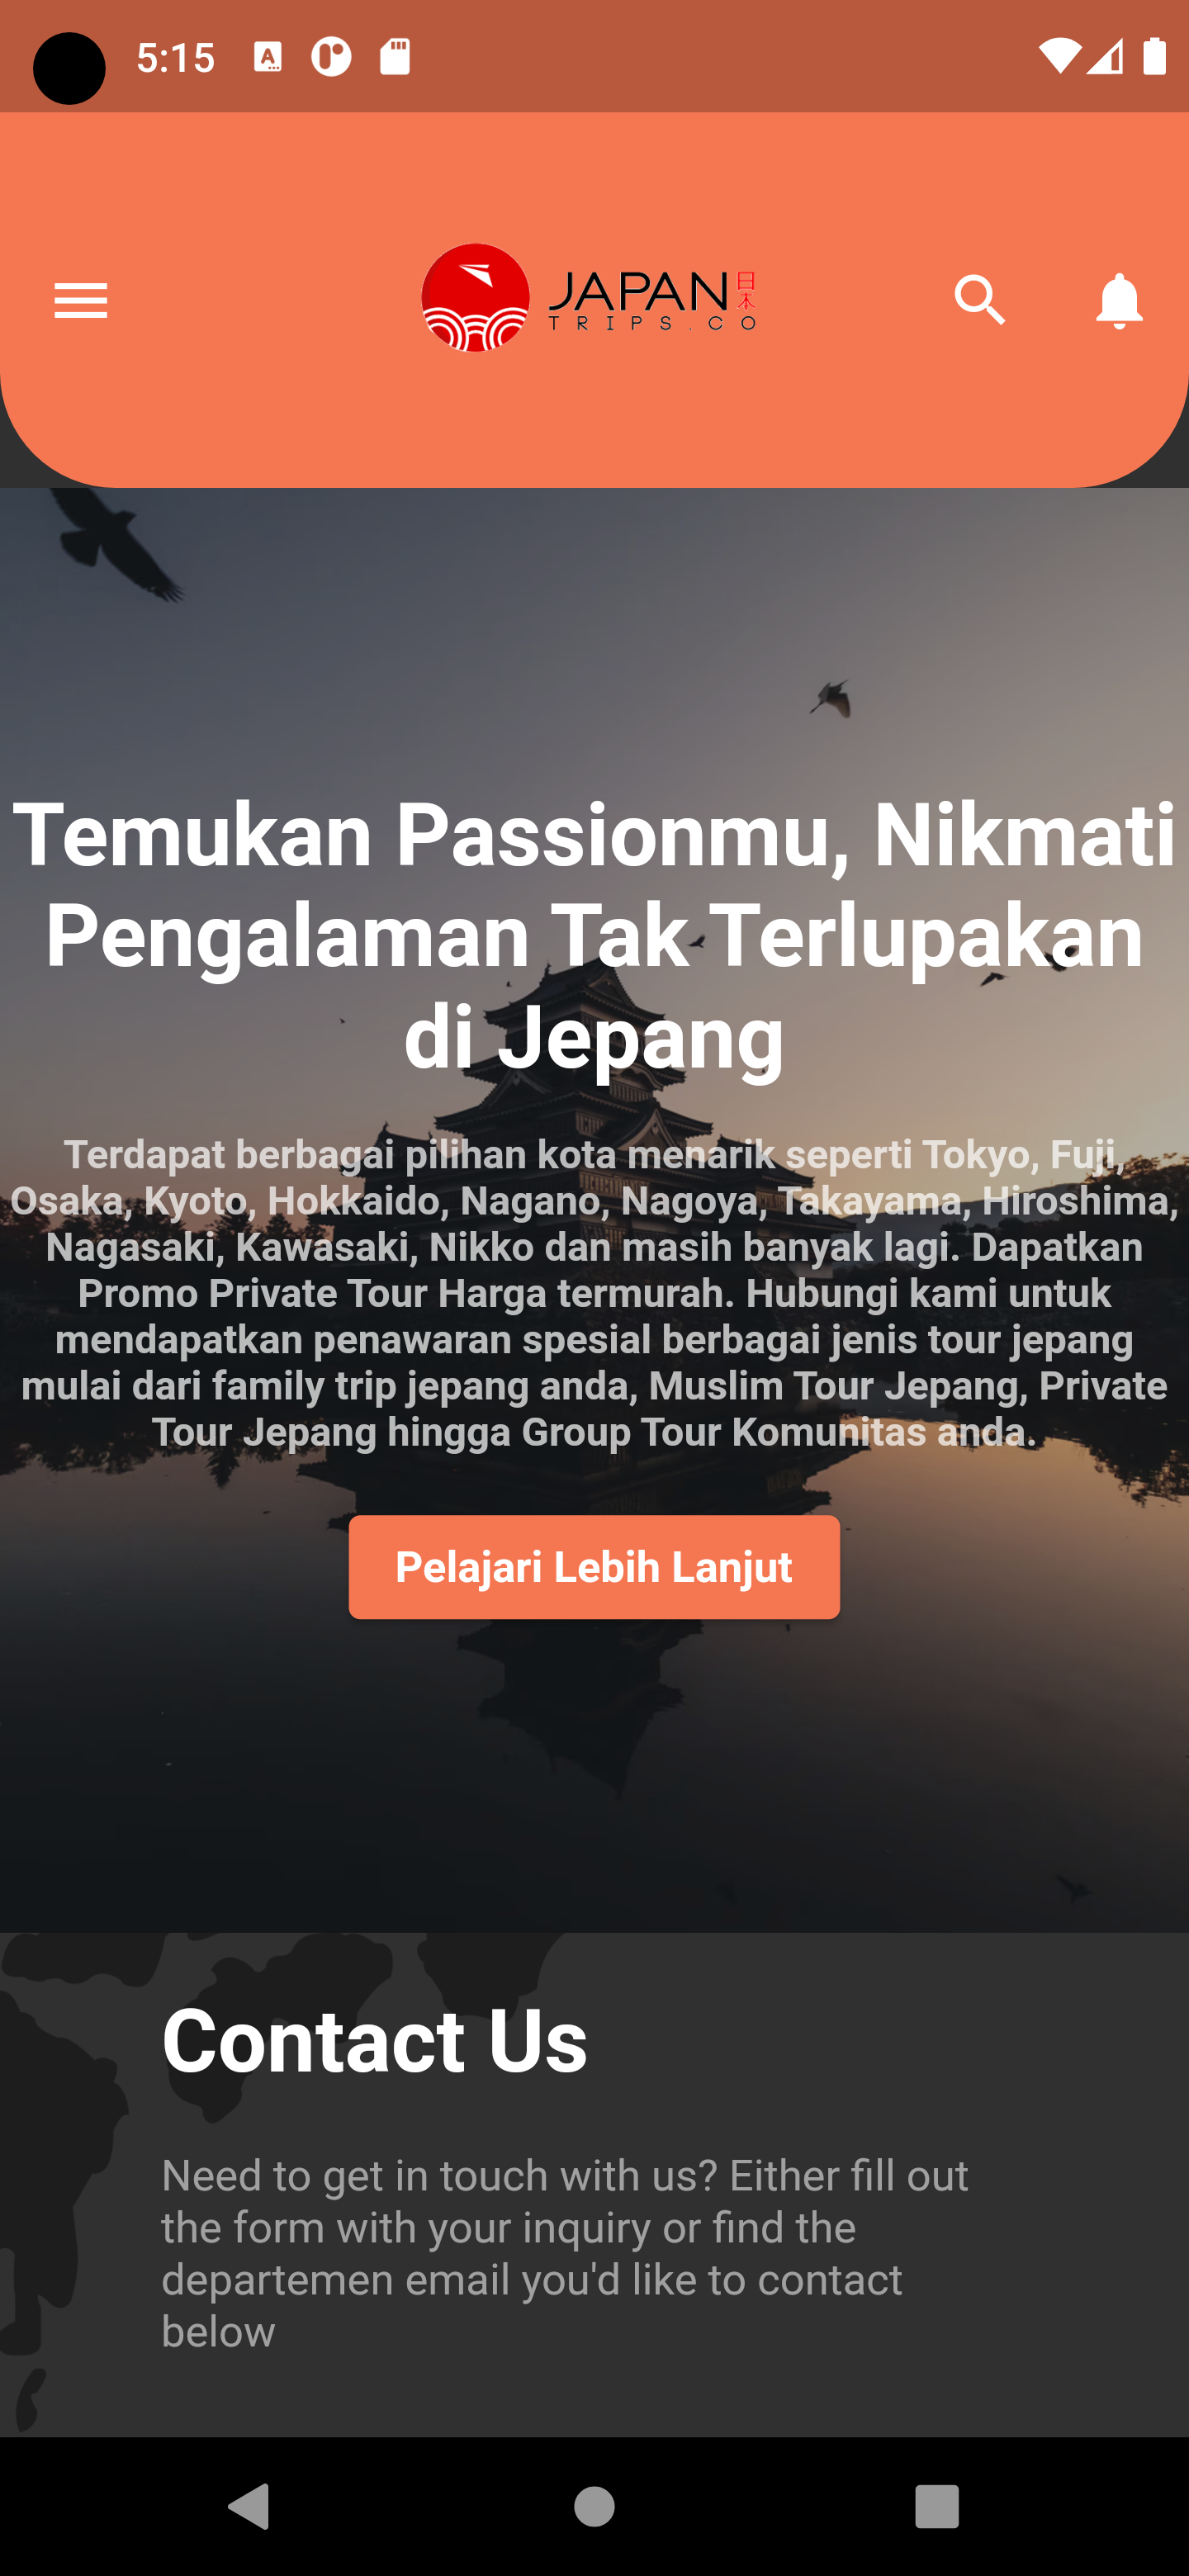 5:15
JAPAN 日本
TRIPS.CO
Temukan Passionmu, Nikmati
Pengalaman Tak Terlupakan
di Jepang
Terdapat berbagai pilihan kota menarik seperti Tokyo, Fuji,
Osaka, Kyoto, Hokkaido, Nagano, Nagoya, Takayama, Hiroshima,
Nagasaki, Kawasaki, Nikko dan masih banyak lagi. Dapatkan
Promo Private Tour Harga termurah. Hubungi kami untuk
mendapatkan penawaran spesial berbagai jenis tour jepang
mulai dari family trip jepang anda, Muslim Tour Jepang, Private
Tour Jepang hingga Group Tour Komunitas anda.
Pelajari Lebih Lanjut
Contact Us
Need to get in touch with us? Either fill out
the form with your inquiry or find the
departemen email you'd like to contact
below